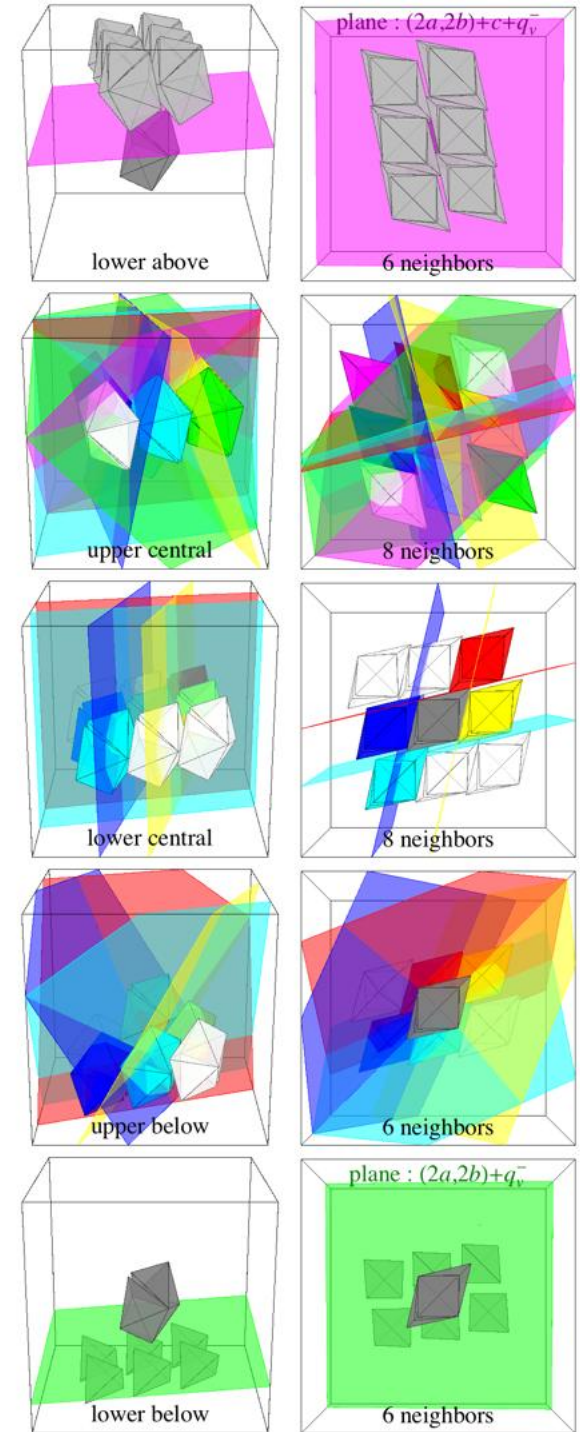 plane : (2a,2b)+c+q_v^-
lower above
6 neighbors
upper central
8 neighbors
lower central
8 neighbors
upper below
6 neighbors
plane : (2a,2b)+q_v^-
lower below
6 neighbors